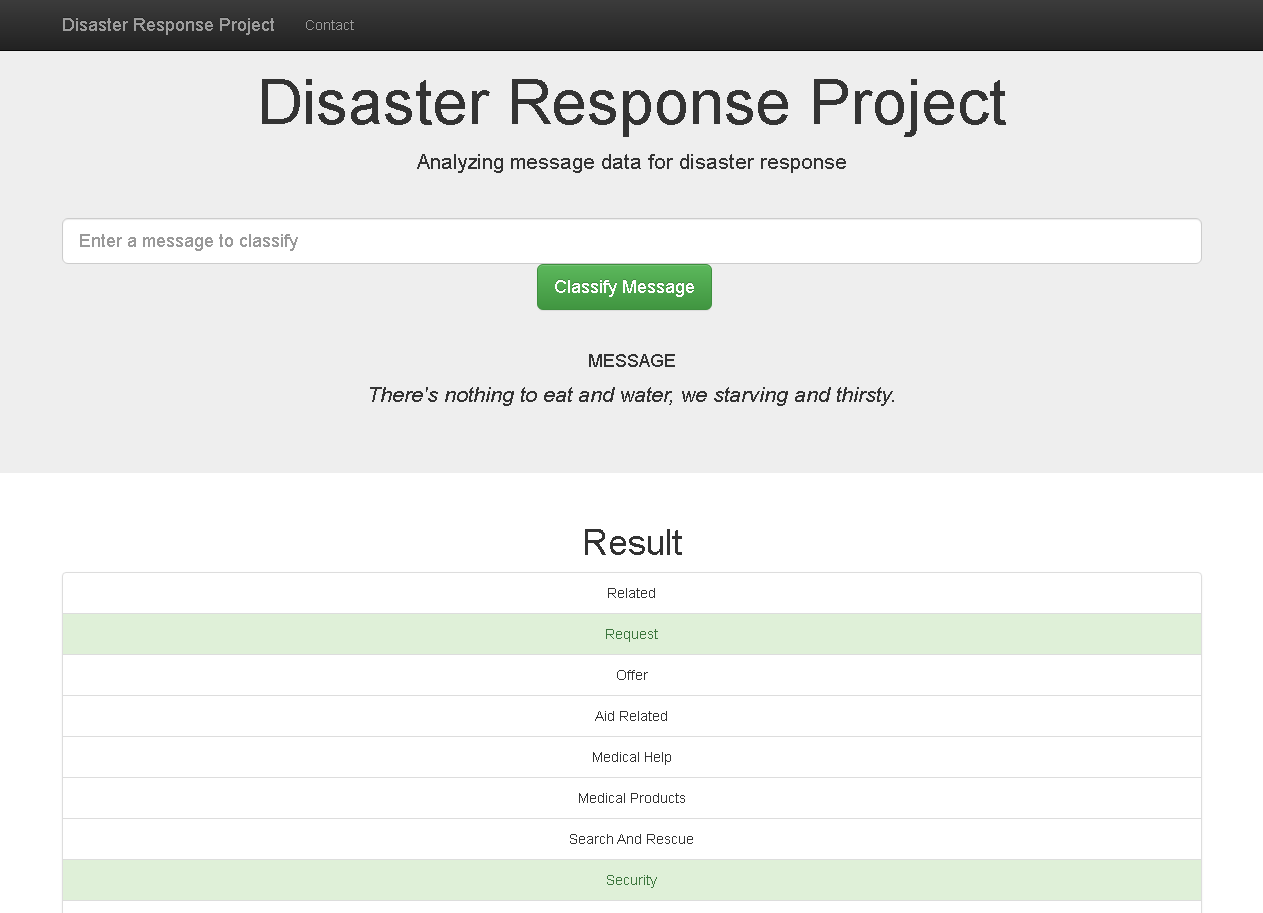 Disaster Response Project Contact
Disaster Response Project
Analyzing message data for disaster response
Enter a message to classify
Classify Message
MESSAGE
There's nothing to eat and water, we starving and thirsty.
Result
Related
Request
Offer
Aid Related
Medical Help
Medical Products
Search And Rescue
Security